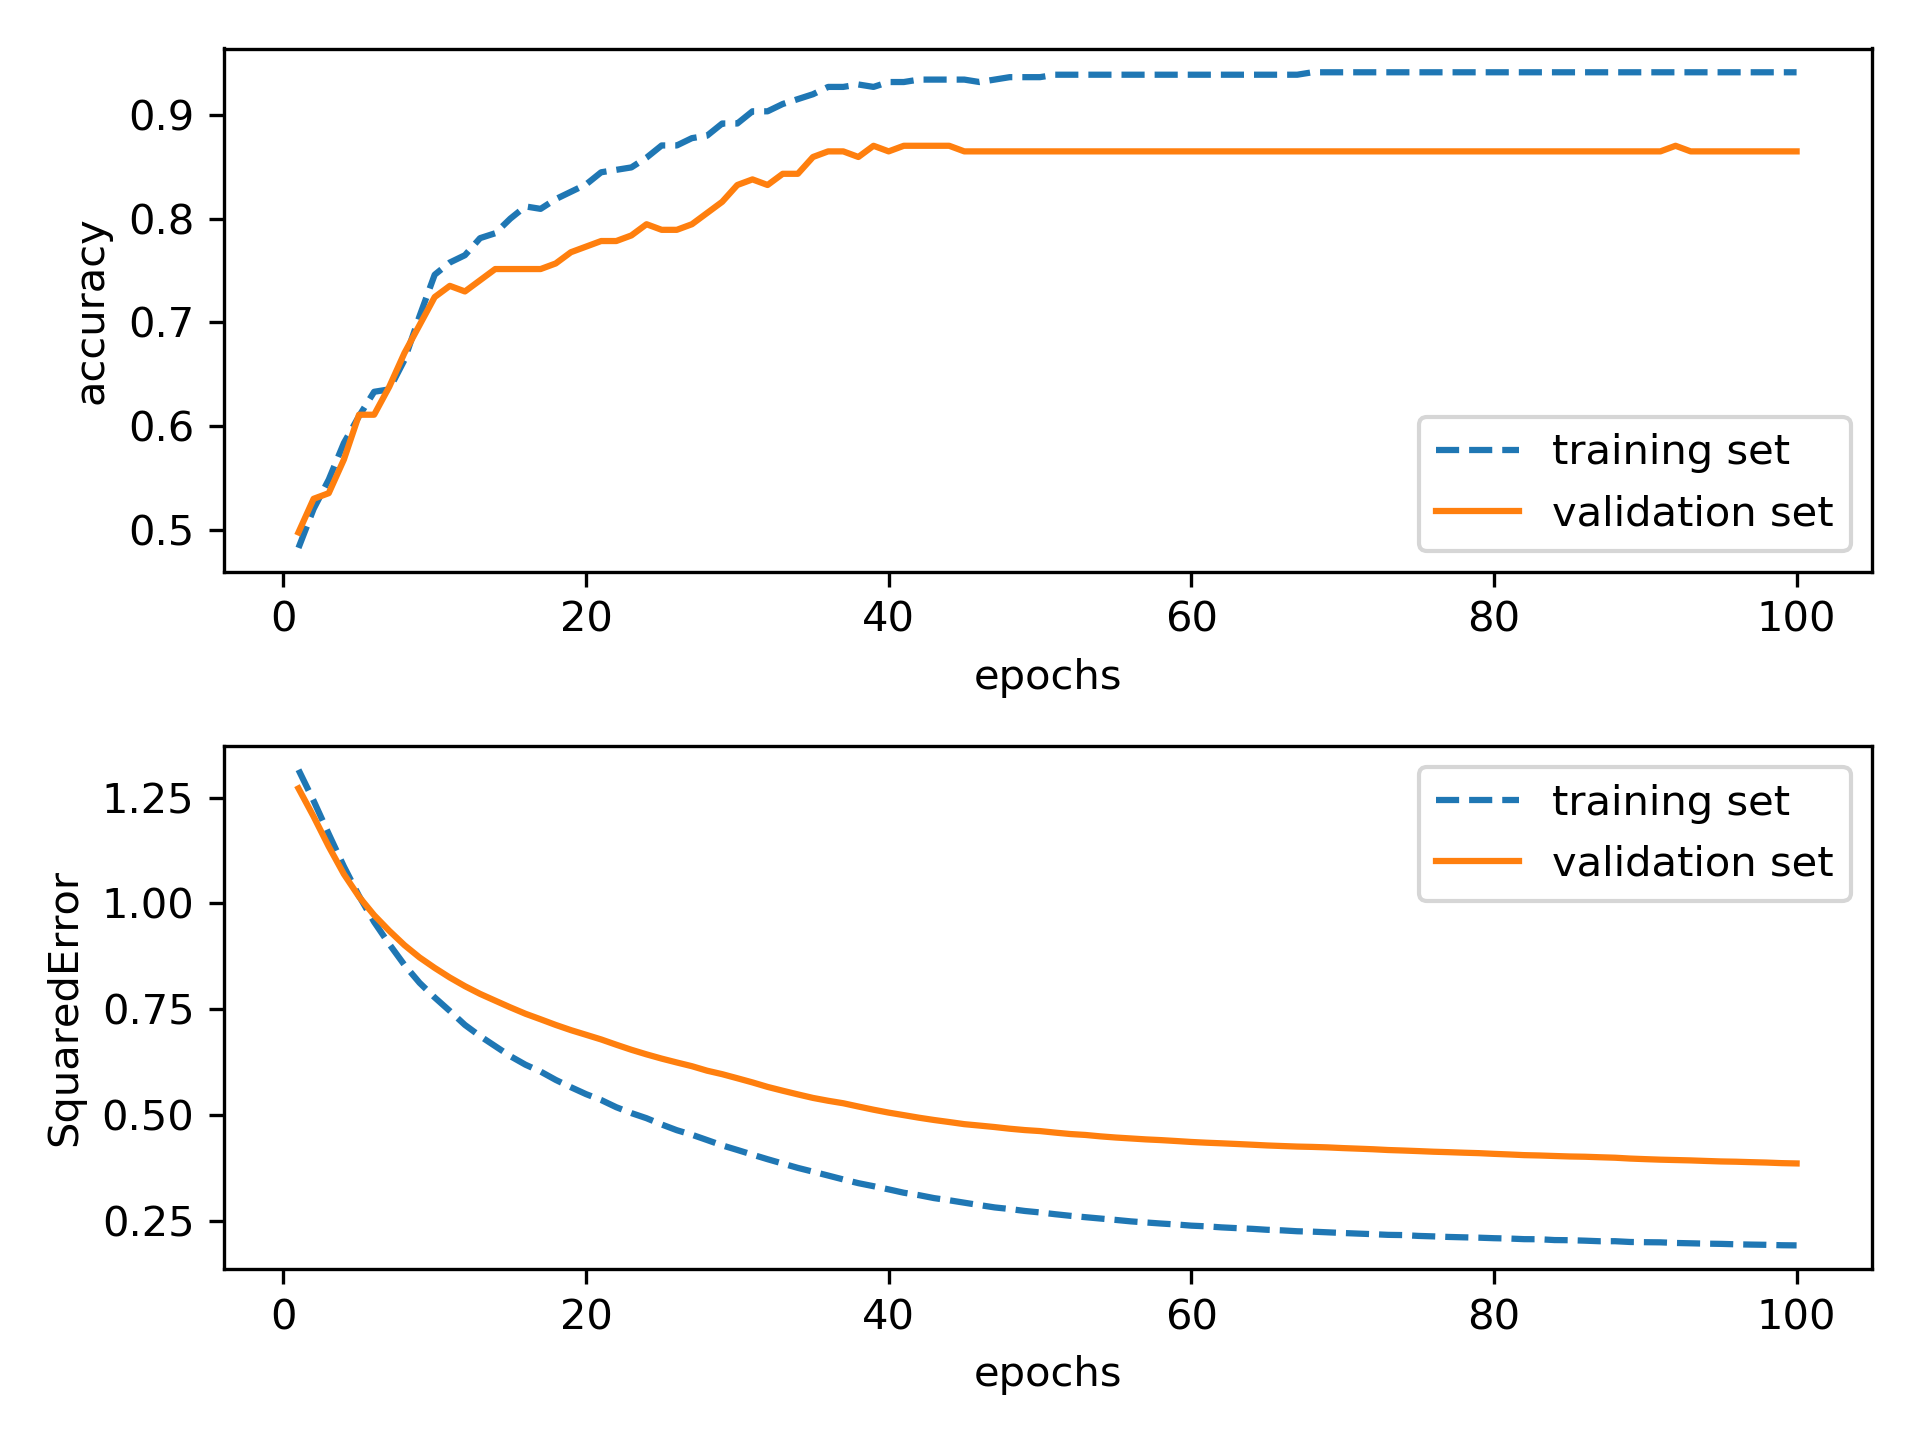 accuracy
0.9
0.8
0.7
0.6
0.5
training set
validation set
0 20 40 60 80 100
epochs
SquaredError
1.25
1.00
0.75
0.50
0.25
training set
validation set
0 20 40 60 80 100
epochs